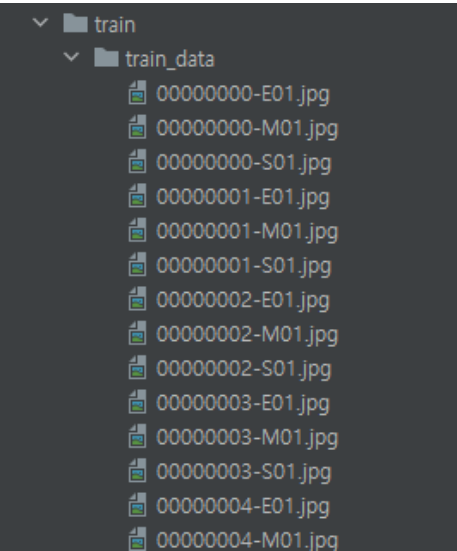 train
train_data
00000000-E01.jpg
00000000-M01.jpg
00000000-S01.jpg
00000001-E01.jpg
00000001-M01.jpg
00000001-S01.jpg
00000002-E01.jpg
00000002-M01.jpg
00000002-S01.jpg
00000003-E01.jpg
00000003-M01.jpg
00000003-S01.jpg
00000004-E01.jpg
00000004-M01.jpg